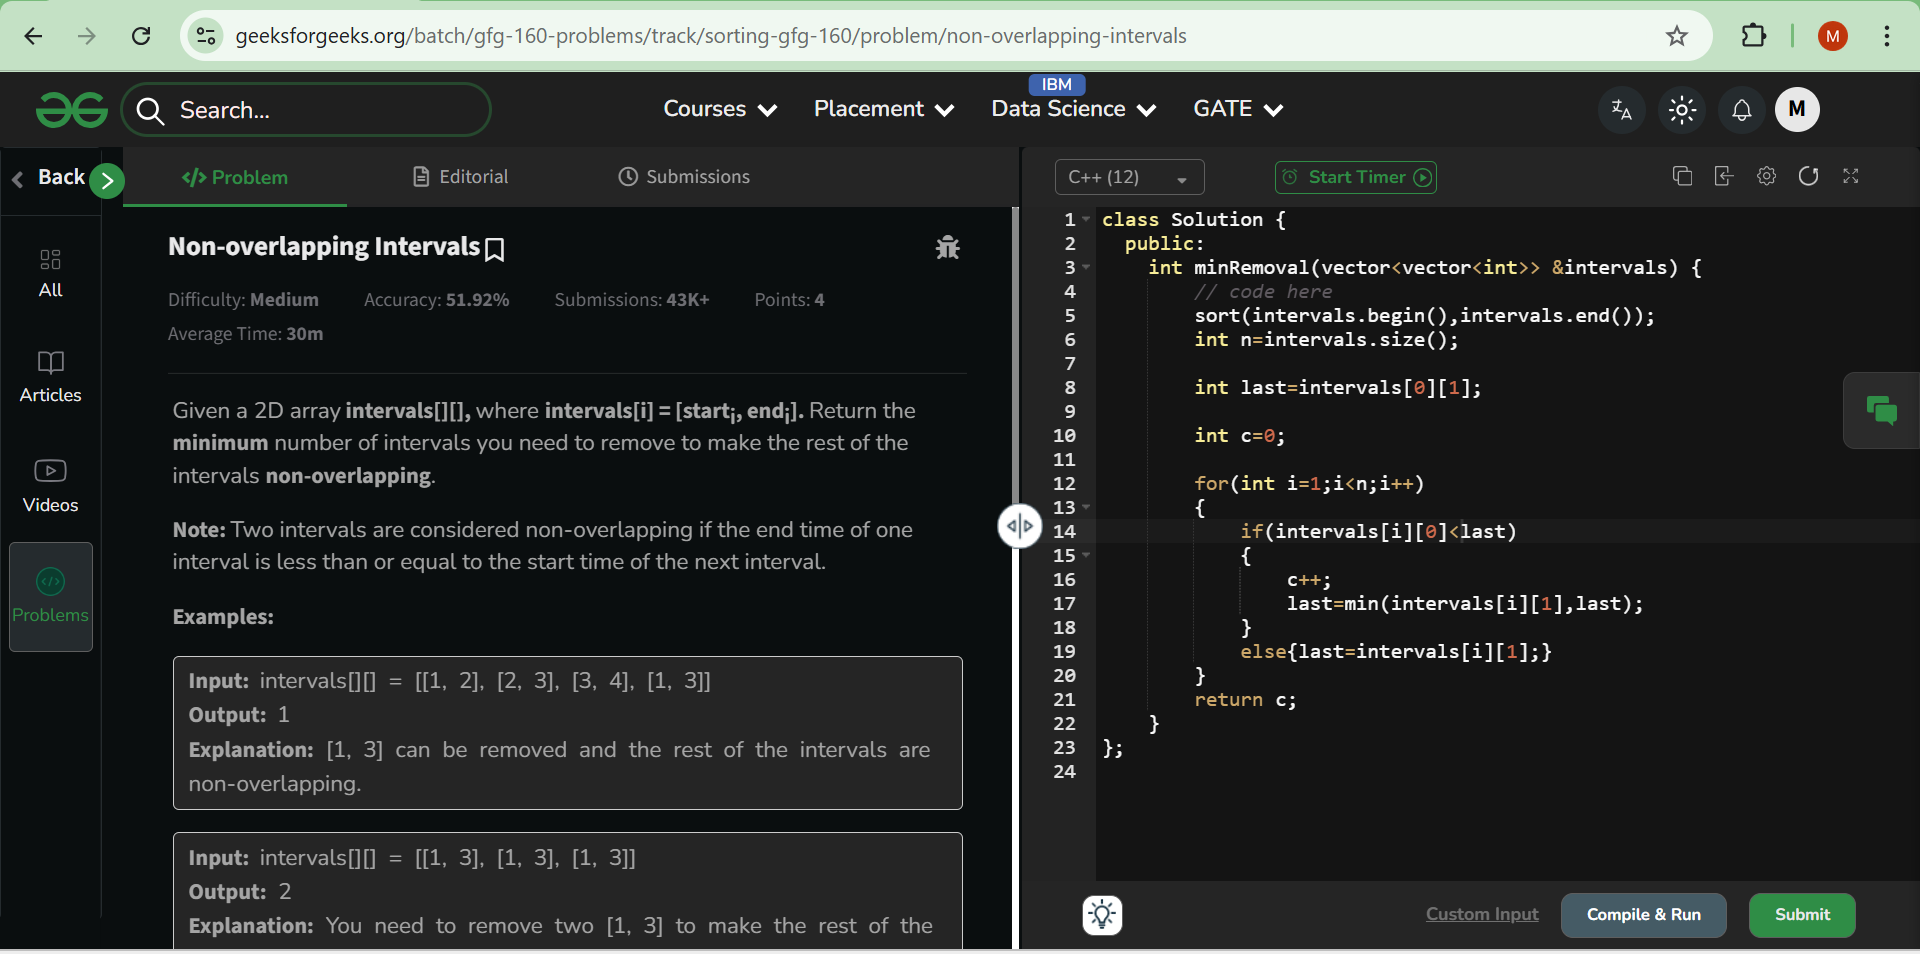 geeksforgeeks.org/batch/gfg-160-problems/track/sorting-gfg-160/problem/non-overlapping-intervals
M
Search...
Courses
Placement
IBM
Data Science
GATE
M
Back
Problem
Editorial
Submissions
C++ (12)
Start Timer
All
Articles
Videos
Problems
Non-overlapping Intervals
Difficulty: Medium Accuracy: 51.92% Submissions: 43K+ Points: 4
Average Time: 30m
Given a 2D array intervals[][], where intervals[i] = [startᵢ, endᵢ]. Return the
minimum number of intervals you need to remove to make the rest of the
intervals non-overlapping.
Note: Two intervals are considered non-overlapping if the end time of one
interval is less than or equal to the start time of the next interval.
Examples:
Input: intervals[][] = [[1, 2], [2, 3], [3, 4], [1, 3]]
Output: 1
Explanation: [1, 3] can be removed and the rest of the intervals are
non-overlapping.
Input: intervals[][] = [[1, 3], [1, 3], [1, 3]]
Output: 2
Explanation: You need to remove two [1, 3] to make the rest of the
1 class Solution {
2 public:
3 int minRemoval(vector<vector<int>> &intervals) {
4 // code here
5 sort(intervals.begin(),intervals.end());
6 int n=intervals.size();
7
8 int last=intervals[0][1];
9
10 int c=0;
11
12 for(int i=1;i<n;i++)
13 {
14 if(intervals[i][0]<last)
15 {
16 c++;
17 last=min(intervals[i][1],last);
18 }
19 else{last=intervals[i][1];}
20 }
21 return c;
22 }
23 };
24
Custom Input
Compile & Run
Submit